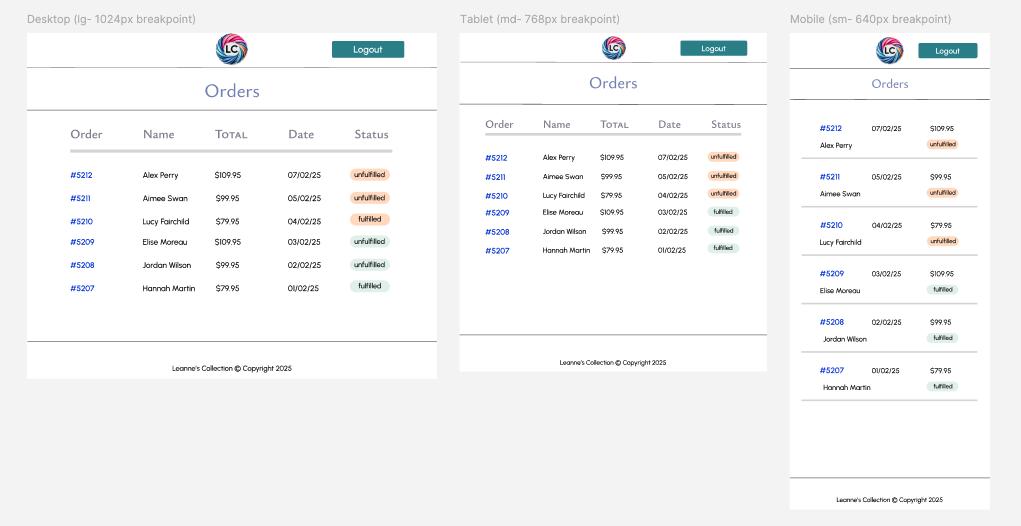 Desktop (lg- 1024px breakpoint)
LC
Logout
Orders
Order Name TOTAL Date Status
#5212 Alex Perry $109.95 07/02/25 unfulfilled
#5211 Aimee Swan $99.95 05/02/25 unfulfilled
#5210 Lucy Fairchild $79.95 04/02/25 fulfilled
#5209 Elise Moreau $109.95 03/02/25 unfulfilled
#5208 Jordan Wilson $99.95 02/02/25 unfulfilled
#5207 Hannah Martin $79.95 01/02/25 fulfilled
Leanne's Collection © Copyright 2025
Tablet (md- 768px breakpoint)
LC
Logout
Orders
Order Name TOTAL Date Status
#5212 Alex Perry $109.95 07/02/25 unfulfilled
#5211 Aimee Swan $99.95 05/02/25 unfulfilled
#5210 Lucy Fairchild $79.95 04/02/25 unfulfilled
#5209 Elise Moreau $109.95 03/02/25 fulfilled
#5208 Jordan Wilson $99.95 02/02/25 fulfilled
#5207 Hannah Martin $79.95 01/02/25 fulfilled
Leanne's Collection © Copyright 2025
Mobile (sm- 640px breakpoint)
LC
Logout
Orders
#5212 07/02/25 $109.95
Alex Perry unfulfilled
#5211 05/02/25 $99.95
Aimee Swan unfulfilled
#5210 04/02/25 $79.95
Lucy Fairchild unfulfilled
#5209 03/02/25 $109.95
Elise Moreau fulfilled
#5208 02/02/25 $99.95
Jordan Wilson fulfilled
#5207 01/02/25 $79.95
Hannah Martin fulfilled
Leanne's Collection © Copyright 2025